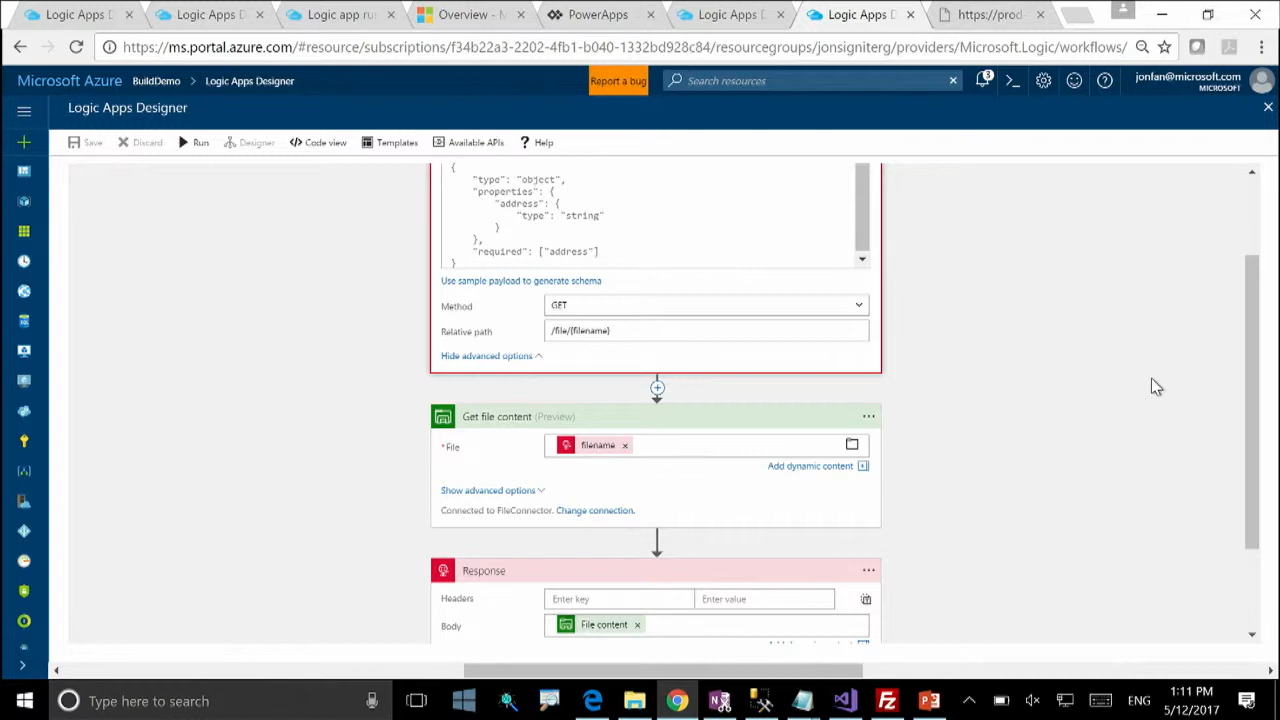 Logic Apps D
Logic Apps D
Logic app ru
Overview - M
PowerApps
Logic Apps D
Logic Apps D
https://prod
https://ms.portal.azure.com/#resource/subscriptions/f34b22a3-2202-4fb1-b040-1332bd928c84/resourcegroups/jonsigniterg/providers/Microsoft.Logic/workflows/
Microsoft Azure BuildDemo Logic Apps Designer
Report a bug
Search resources
3
jonfan@microsoft.com
MICROSOFT
Logic Apps Designer
Save Discard Run Designer Code view Templates Available APIs Help
{
"type": "object",
"properties": {
"address": {
"type": "string"
}
},
"required": ["address"]
}
Use sample payload to generate schema
Method GET
Relative path /file/{filename}
Hide advanced options
Get file content (Preview)
* File filename
Add dynamic content
Show advanced options
Connected to FileConnector. Change connection.
Response
Headers Enter key Enter value
Body File content
Type here to search
ENG
1:11 PM
5/12/2017